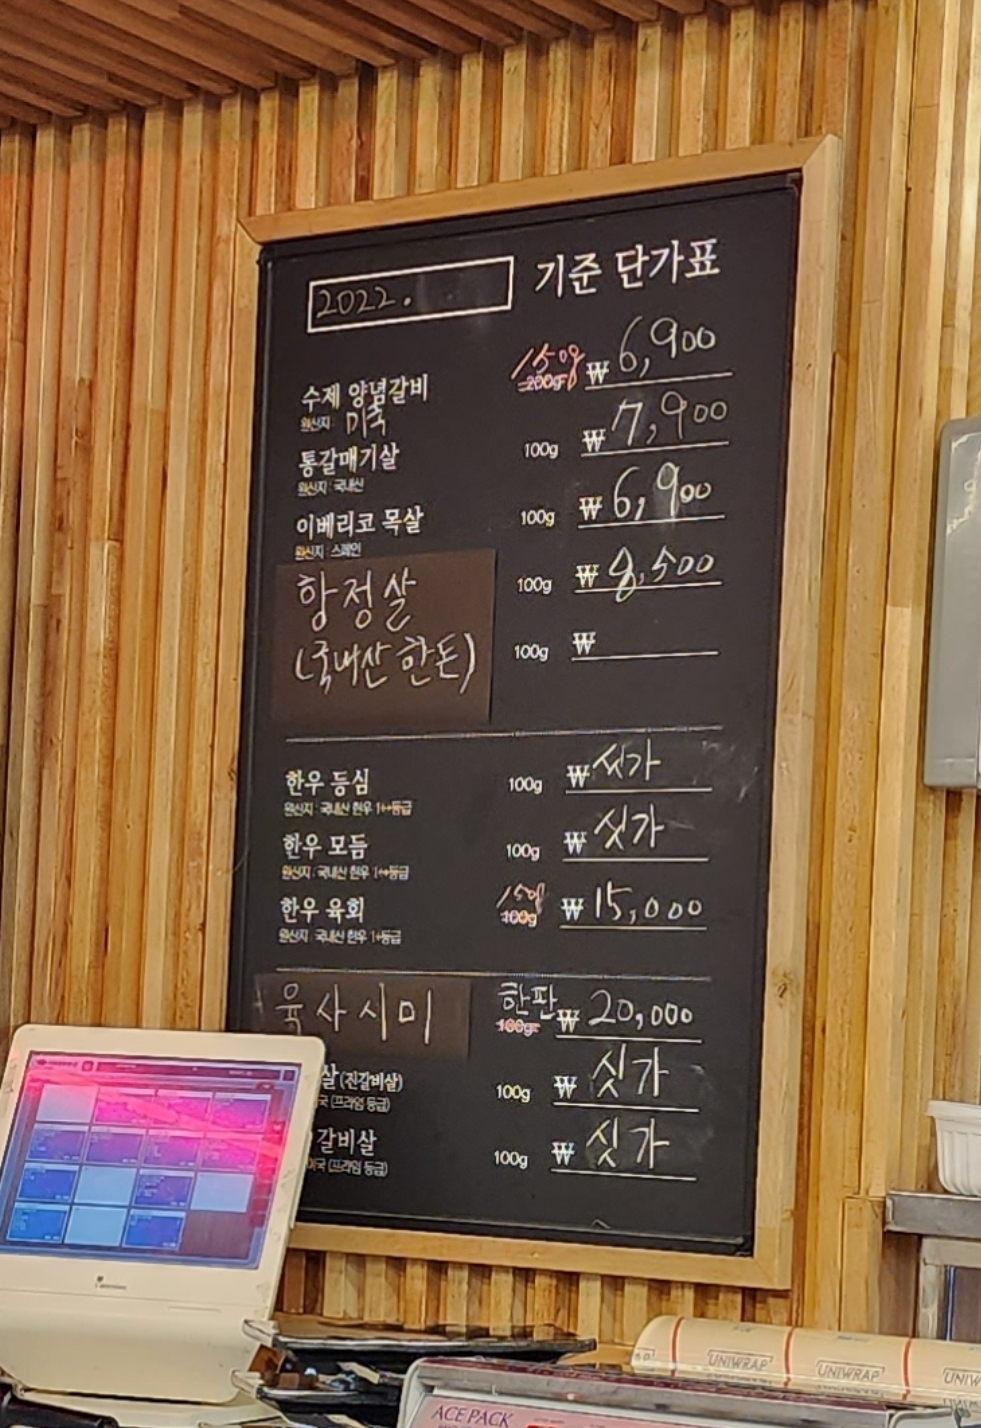 2022. 기준 단가표
수제 양념갈비 150g 200g ₩ 6,900
원산지: 미국
통갈매기살 100g ₩ 7,900
원산지: 국내산
이베리코 목살 100g ₩ 6,900
원산지: 스페인
항정살 100g ₩ 8,500
(국내산 한돈) 100g ₩
한우 등심 100g ₩ 싯가
원산지: 국내산 한우 1++등급
한우 모듬 100g ₩ 싯가
원산지: 국내산 한우 1++등급
한우 육회 150g 100g ₩ 15,000
원산지: 국내산 한우 1+등급
육사시미 한판 100g ₩ 20,000
살(진갈비살) 100g ₩ 싯가
국 (프라임 등급)
갈비살 100g ₩ 싯가
미국 (프라임 등급)
UNIWRAP UNIWRAP UNIW
ACE PACK